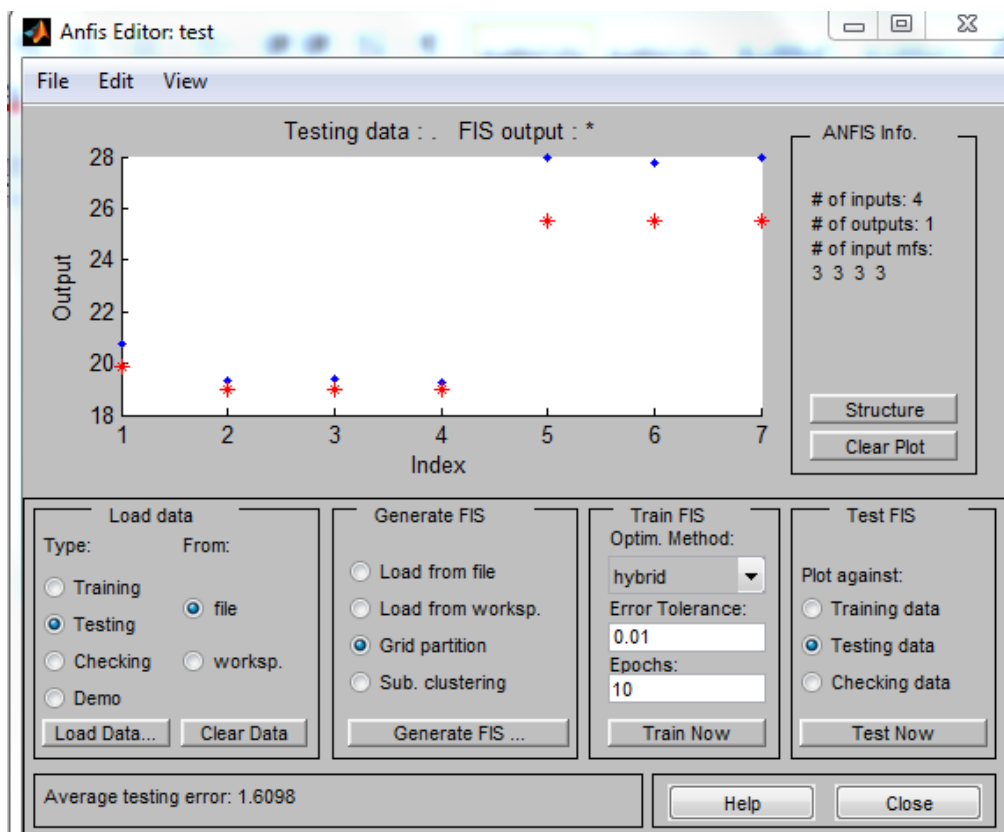 Anfis Editor: test
File Edit View
Testing data : . FIS output : *
28
26
24
22
20
18
Output
1 2 3 4 5 6 7
Index
ANFIS Info.
# of inputs: 4
# of outputs: 1
# of input mfs:
3 3 3 3
Structure
Clear Plot
Load data
Type: From:
Training
Testing
Checking
Demo
file
worksp.
Load Data... Clear Data
Generate FIS
Load from file
Load from worksp.
Grid partition
Sub. clustering
Generate FIS ...
Train FIS
Optim. Method:
hybrid
Error Tolerance:
0.01
Epochs:
10
Train Now
Test FIS
Plot against:
Training data
Testing data
Checking data
Test Now
Average testing error: 1.6098
Help Close